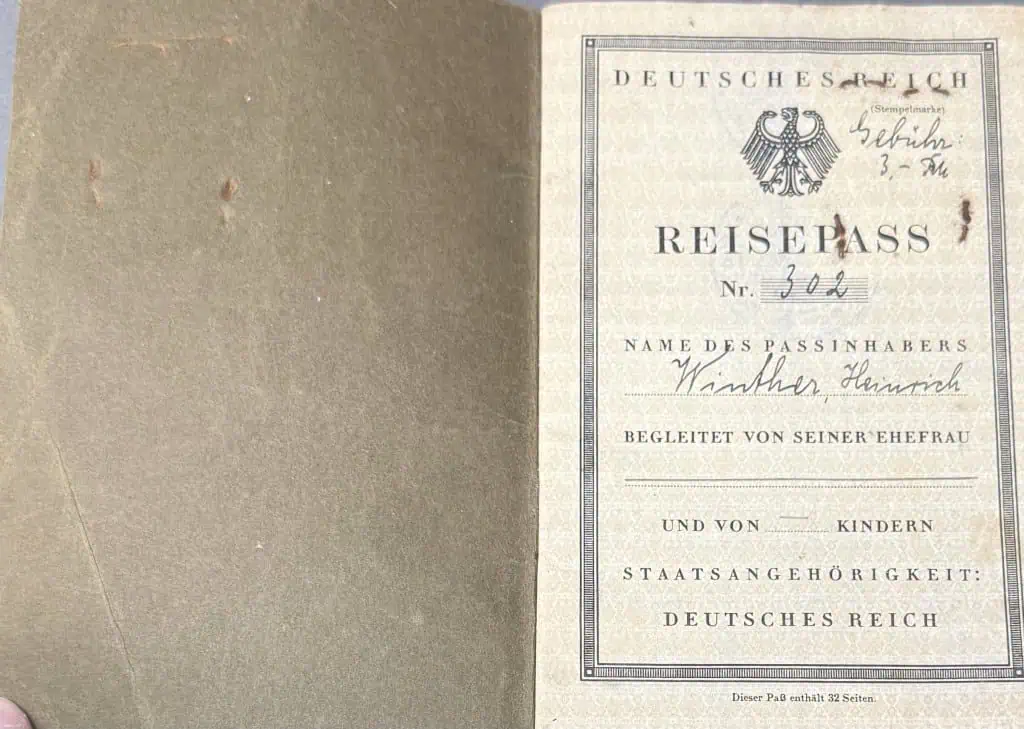 DEUTSCHES REICH
(Stempelmarke)
Gebühr:
3,- RM
REISEPASS
Nr. 302
NAME DES PASSINHABERS
Winther, Heinrich
BEGLEITET VON SEINER EHEFRAU
UND VON — KINDERN
STAATSANGEHÖRIGKEIT:
DEUTSCHES REICH
Dieser Paß enthält 32 Seiten.